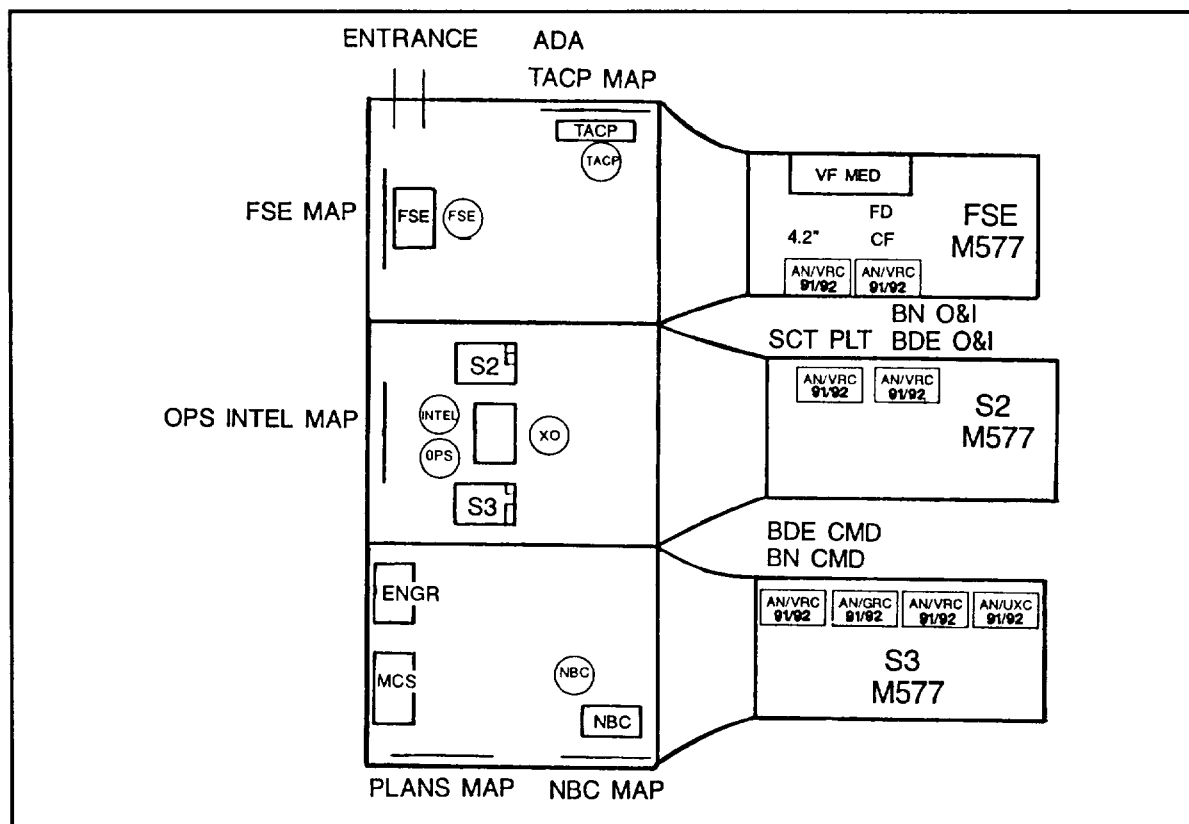 ENTRANCE
ADA
TACP MAP
TACP
TACP
FSE MAP
FSE
FSE
VF MED
FD
4.2"
CF
AN/VRC
91/92
AN/VRC
91/92
FSE
M577
BN O&I
SCT PLT BDE O&I
OPS INTEL MAP
S2
INTEL
OPS
XO
S3
AN/VRC
91/92
AN/VRC
91/92
S2
M577
BDE CMD
BN CMD
ENGR
MCS
NBC
NBC
AN/VRC
91/92
AN/GRC
91/92
AN/VRC
91/92
AN/UXC
91/92
S3
M577
PLANS MAP
NBC MAP